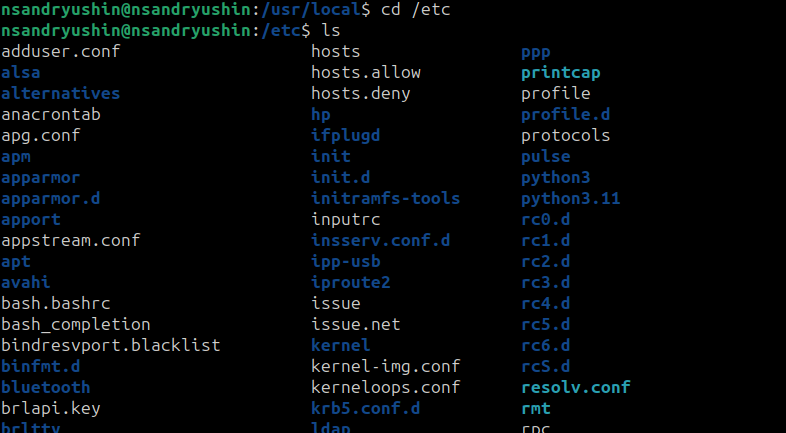 nsandryushin@nsandryushin:/usr/local$ cd /etc
nsandryushin@nsandryushin:/etc$ ls
adduser.conf hosts ppp
alsa hosts.allow printcap
alternatives hosts.deny profile
anacrontab hp profile.d
apg.conf ifplugd protocols
apm init pulse
apparmor init.d python3
apparmor.d initramfs-tools python3.11
apport inputrc rc0.d
appstream.conf insserv.conf.d rc1.d
apt ipp-usb rc2.d
avahi iproute2 rc3.d
bash.bashrc issue rc4.d
bash_completion issue.net rc5.d
bindresvport.blacklist kernel rc6.d
binfmt.d kernel-img.conf rcS.d
bluetooth kerneloops.conf resolv.conf
brlapi.key krb5.conf.d rmt
brltty ldap rpc